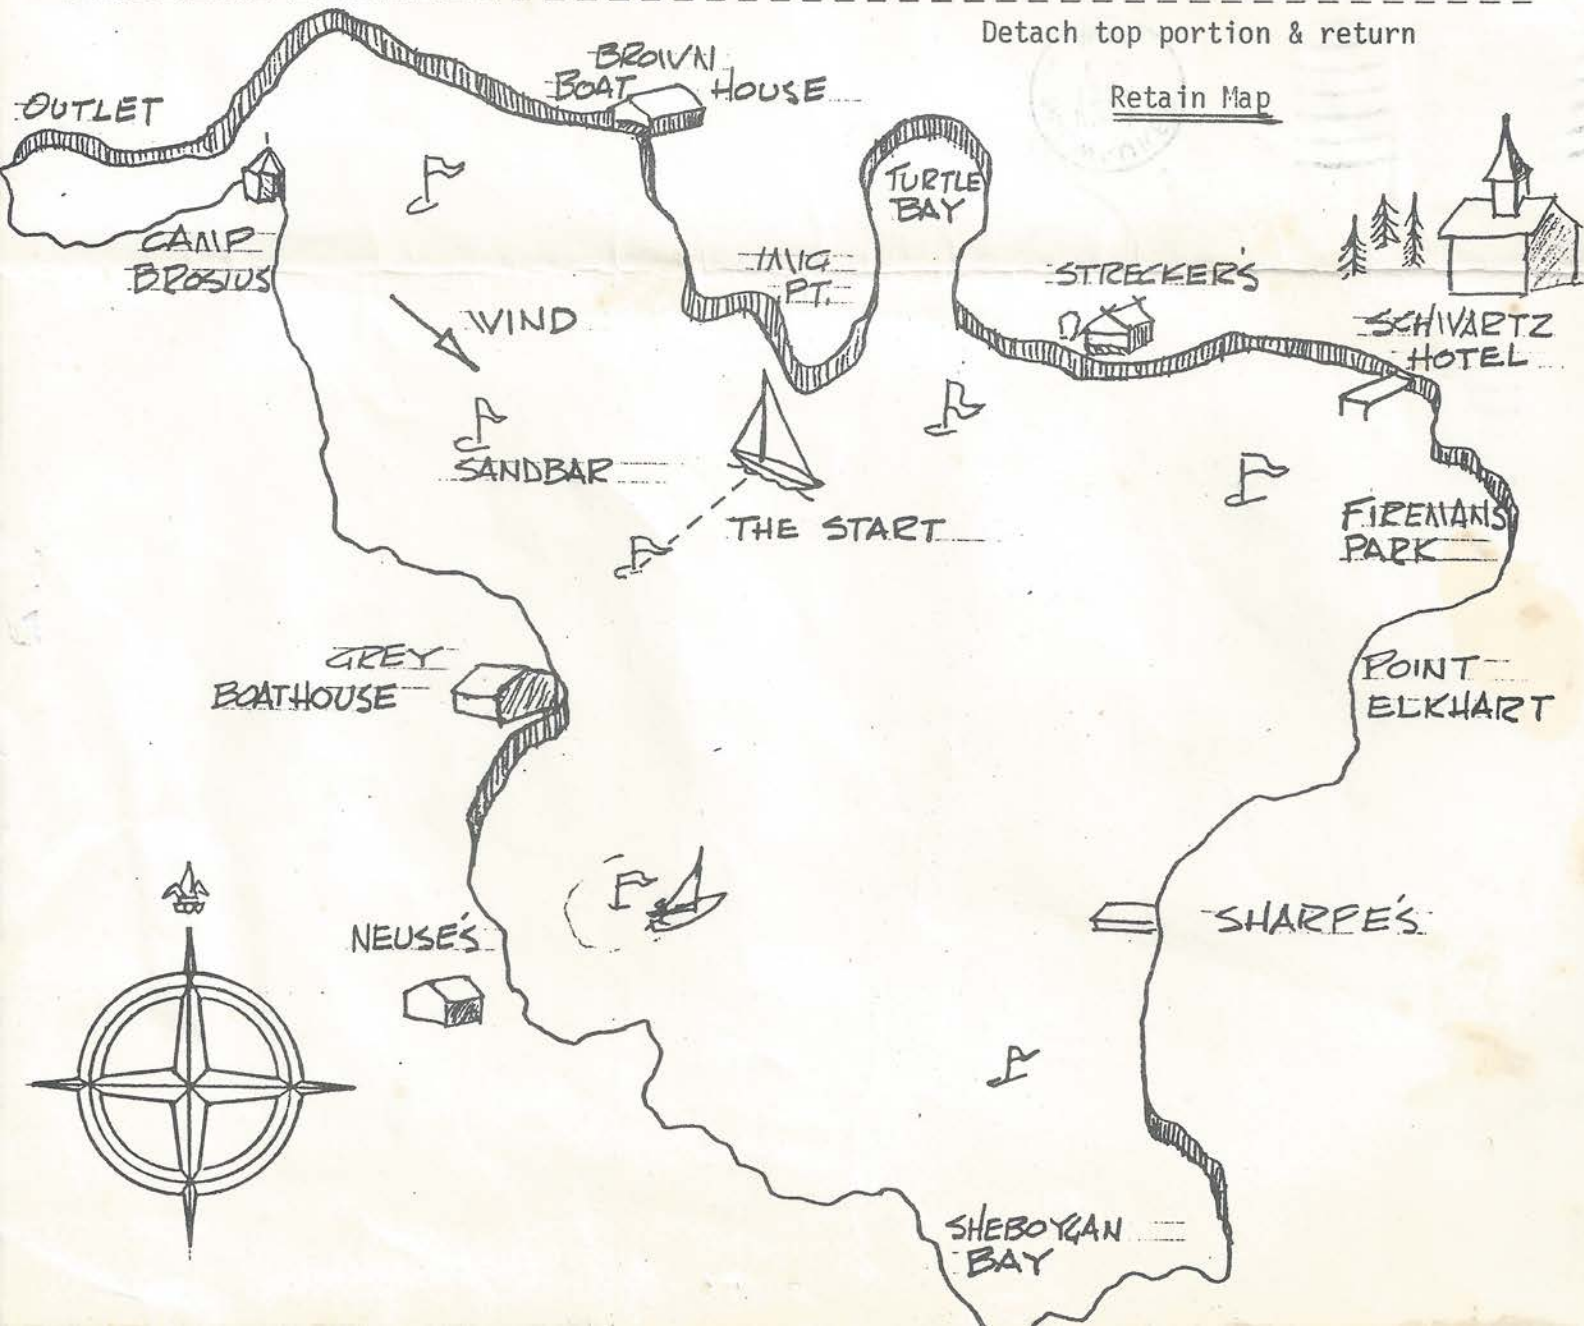 Detach top portion & return
Retain Map
BROWN
BOAT HOUSE
OUTLET
TURTLE
BAY
CAMP
BROSIUS
PT.
STRECKER'S
WIND
SCHWARTZ
HOTEL
SANDBAR
THE START
FIREMANS
PARK
GREY
BOATHOUSE
POINT
ELKHART
NEUSE'S
SHARPE'S
SHEBOYGAN
BAY